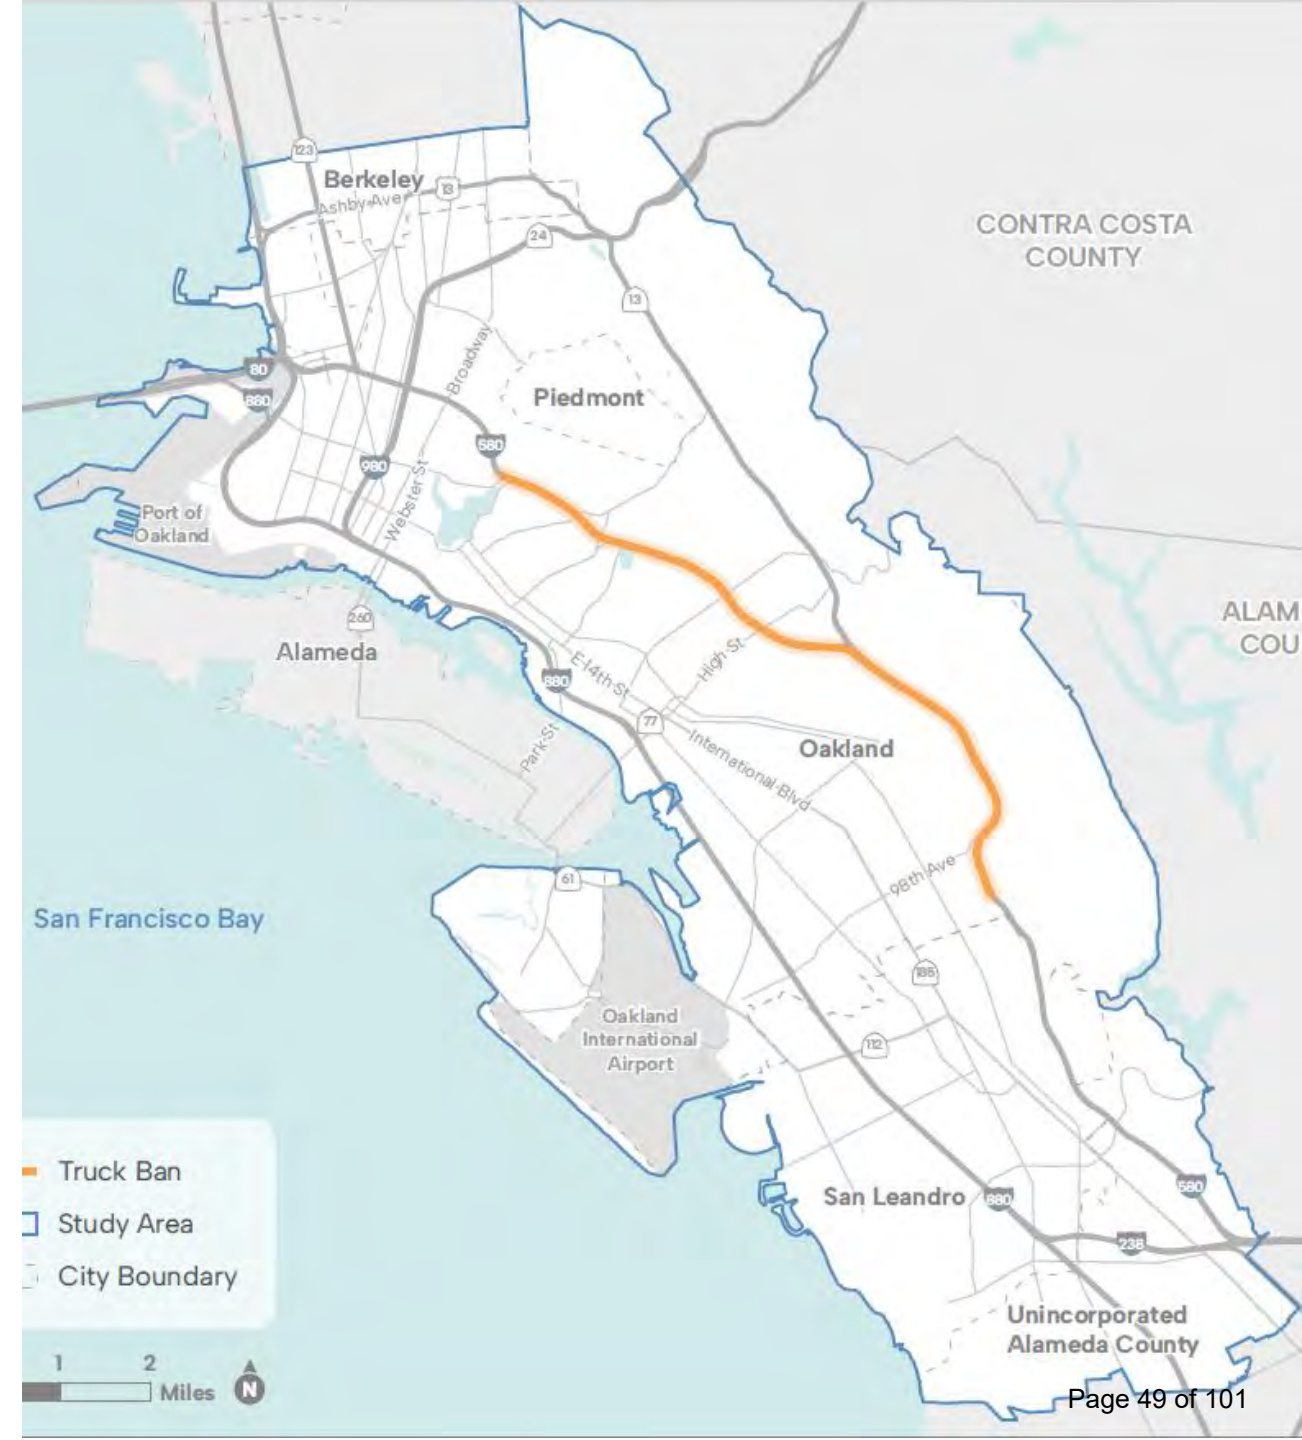 123
Berkeley
13
Ashby Ave
24
CONTRA COSTA
COUNTY
13
Broadway
80
880
Piedmont
580
980
Webster St
Port of
Oakland
260
Alameda
ALAM
COU
High St
E 14th St
880
77
Park St
International Blvd
Oakland
98th Ave
61
San Francisco Bay
185
Oakland
International
Airport
112
Truck Ban
Study Area
City Boundary
San Leandro
880
580
238
Unincorporated
Alameda County
1 2
Miles
N
Page 49 of 101